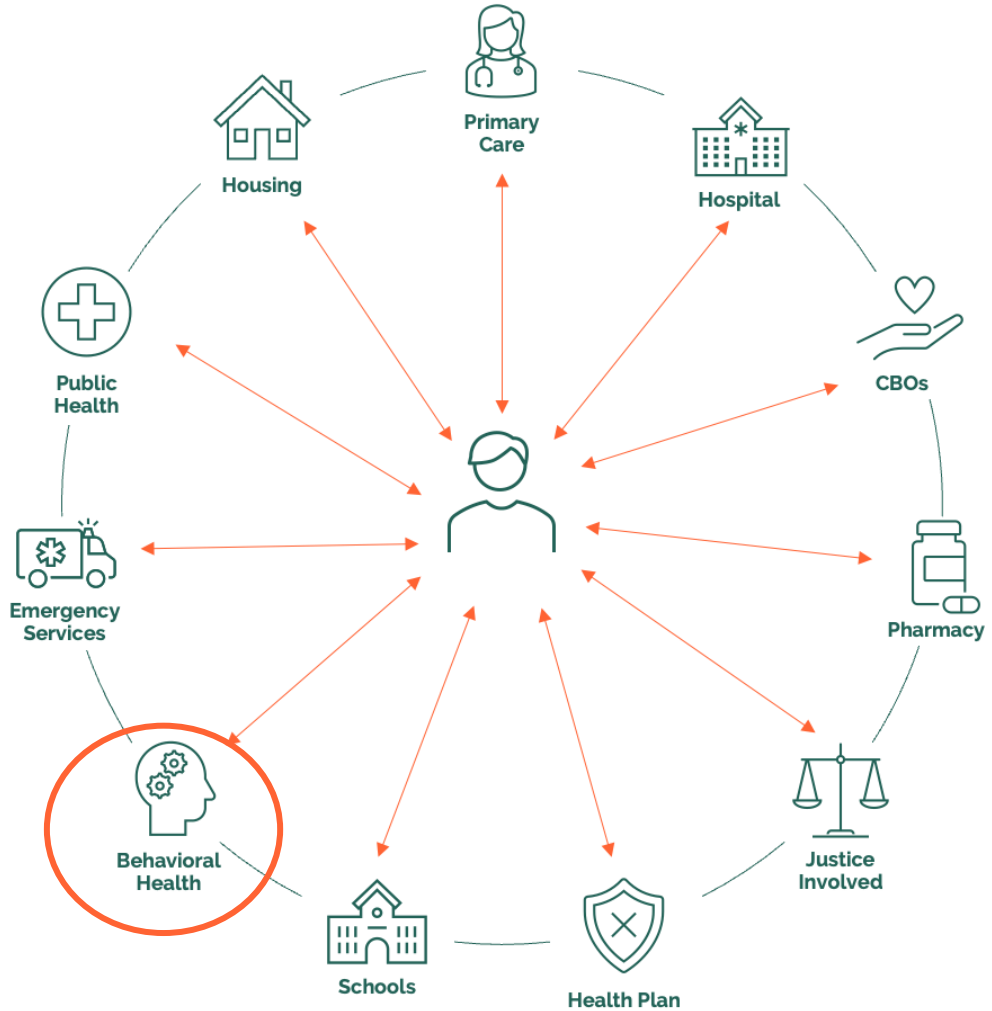 Primary
Care
Housing
Hospital
Public
Health
CBOs
Emergency
Services
Pharmacy
Behavioral
Health
Justice
Involved
Schools
Health Plan